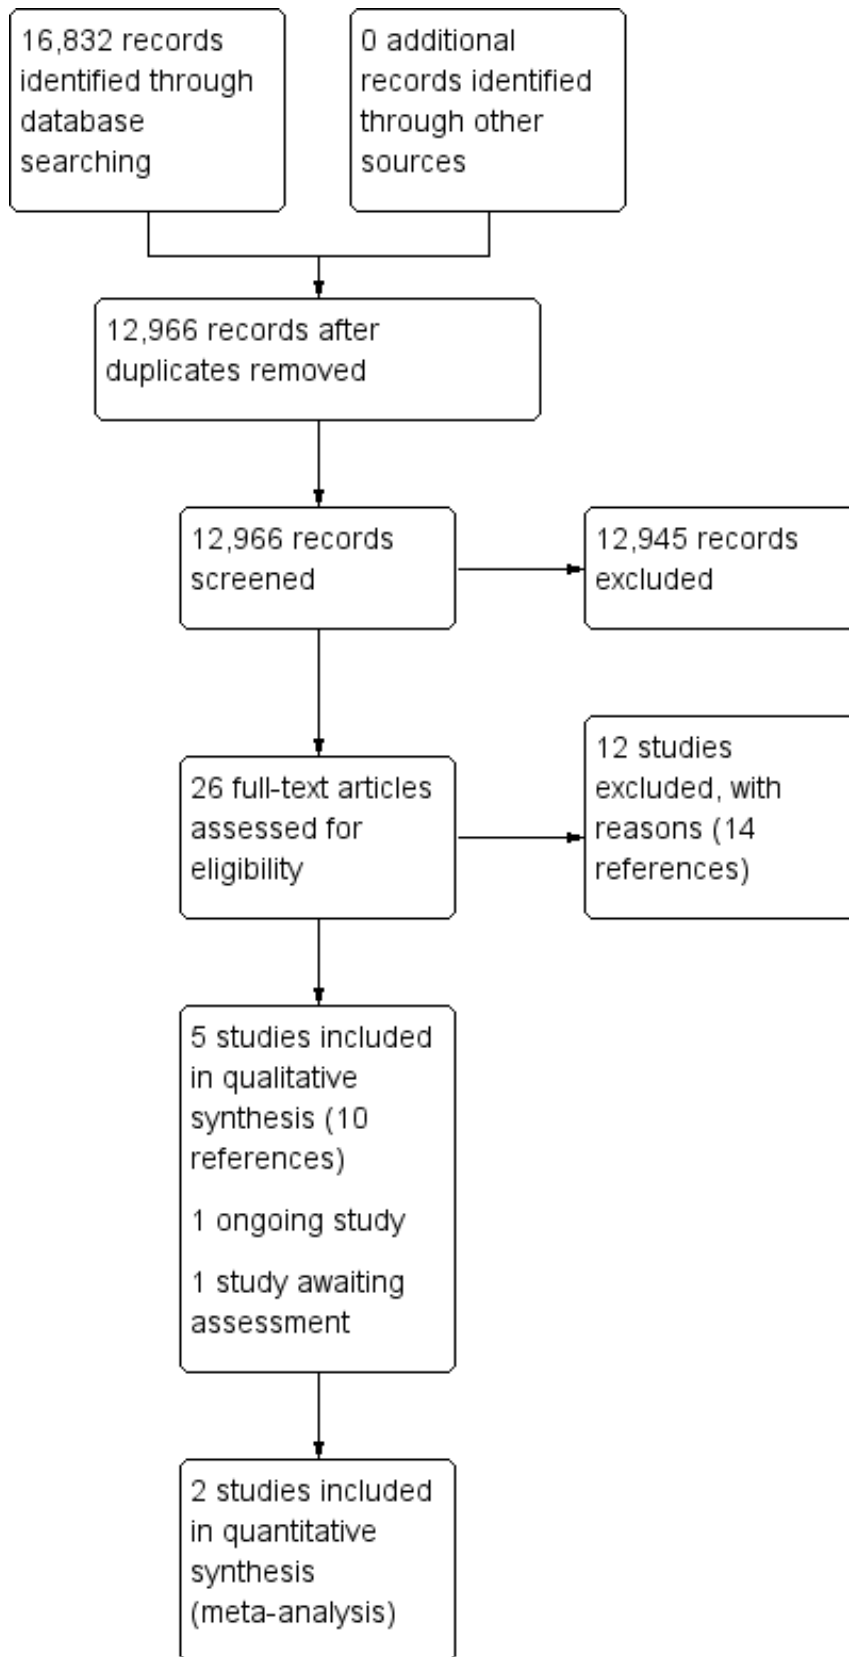 16,832 records
identified through
database
searching
0 additional
records identified
through other
sources
12,966 records after
duplicates removed
12,966 records
screened
12,945 records
excluded
26 full-text articles
assessed for
eligibility
12 studies
excluded, with
reasons (14
references)
5 studies included
in qualitative
synthesis (10
references)
1 ongoing study
1 study awaiting
assessment
2 studies included
in quantitative
synthesis
(meta-analysis)